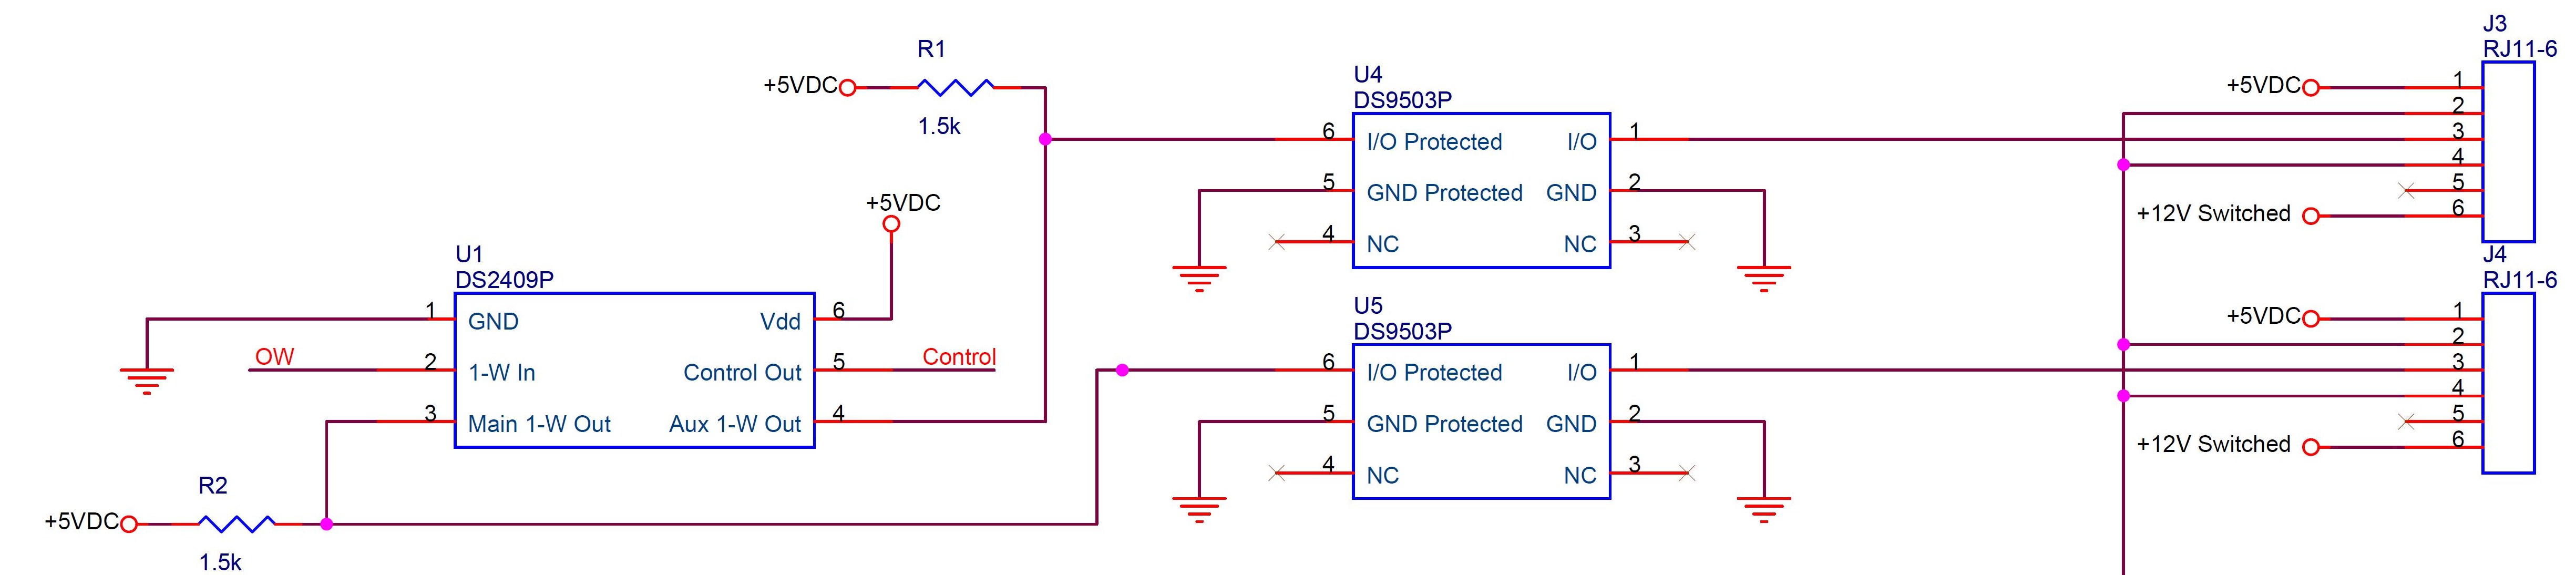 J3
RJ11-6
R1
+5VDC
1.5k
U4
DS9503P
6 I/O Protected I/O 1
5 GND Protected GND 2
4 NC NC 3
+5VDC 1
2
3
4
5
+12V Switched 6
+5VDC
U1
DS2409P
1 GND Vdd 6
OW 2 1-W In Control Out 5 Control
3 Main 1-W Out Aux 1-W Out 4
R2
+5VDC
1.5k
U5
DS9503P
6 I/O Protected I/O 1
5 GND Protected GND 2
4 NC NC 3
J4
RJ11-6
+5VDC 1
2
3
4
5
+12V Switched 6